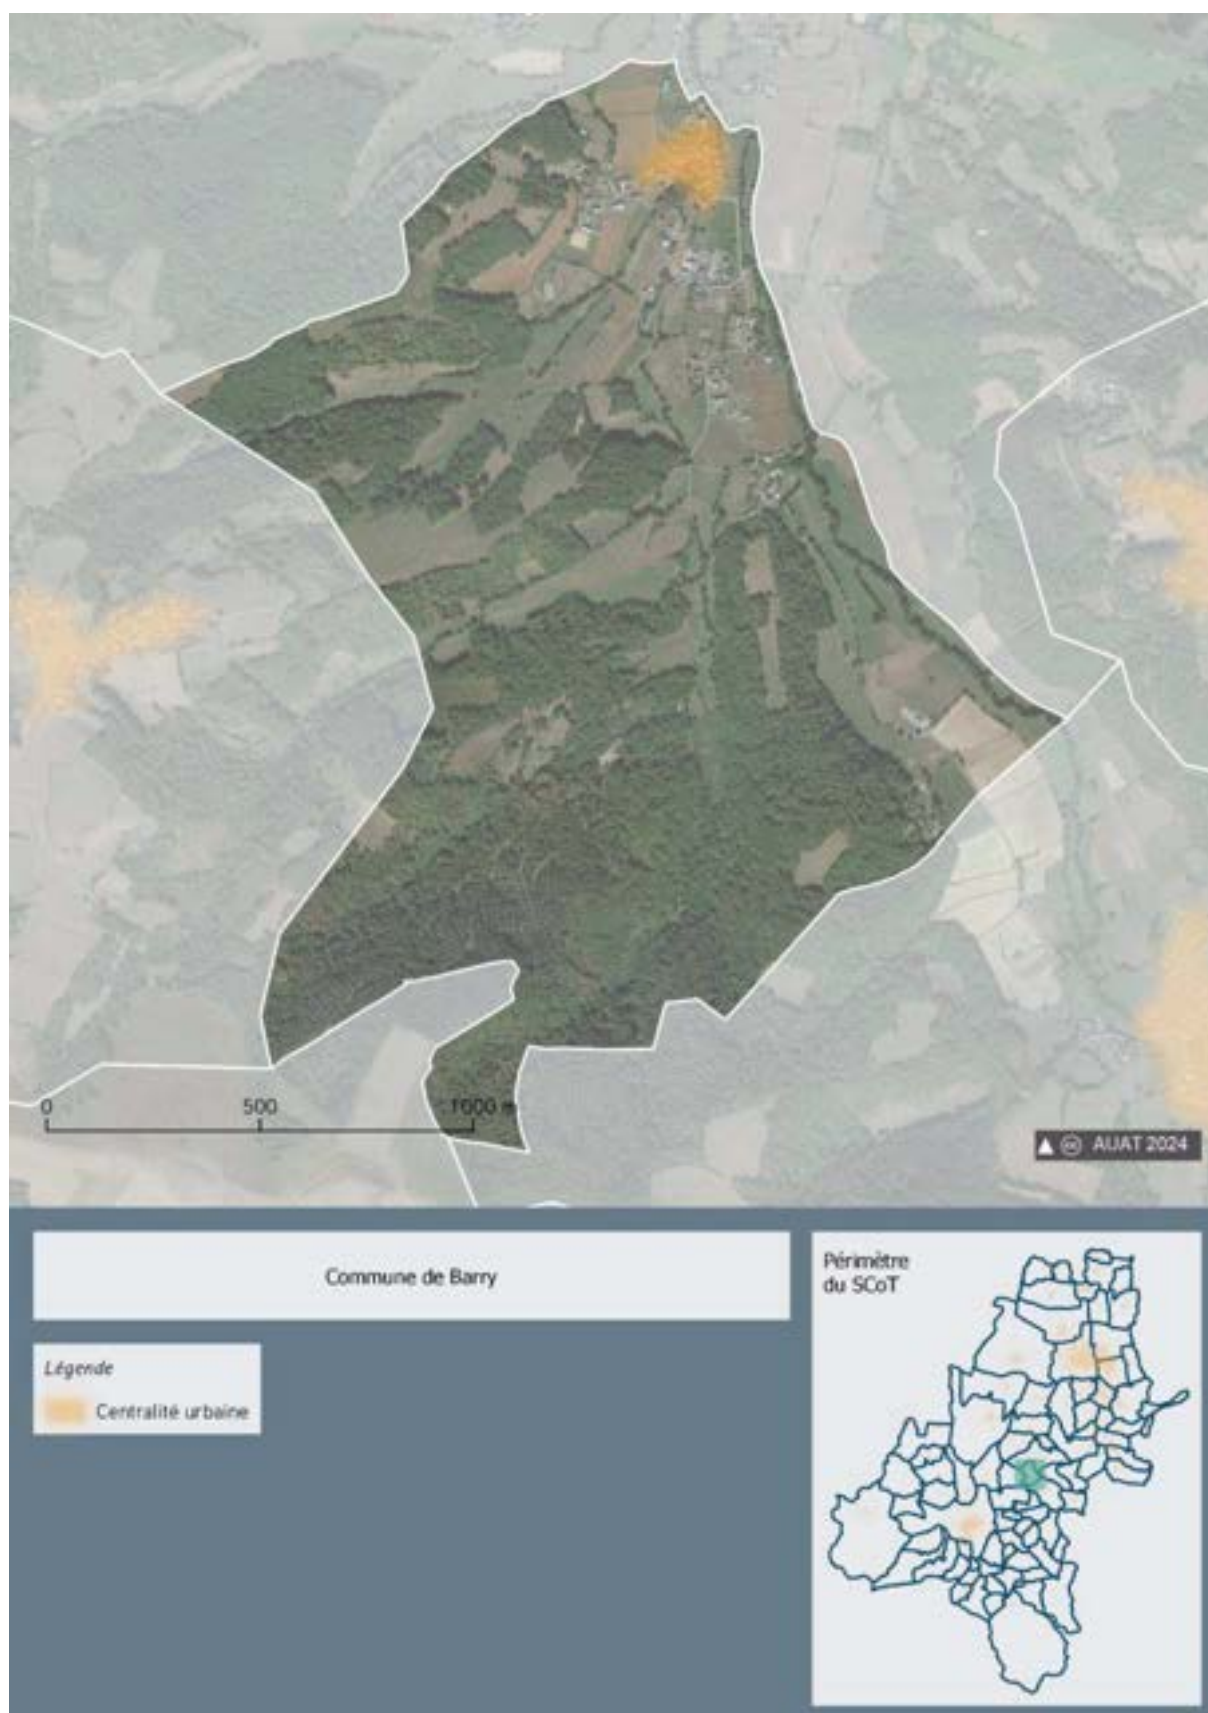 0 500 1000 m
AUAT 2024
Commune de Barry
Périmètre
du SCoT
Légende
Centralité urbaine